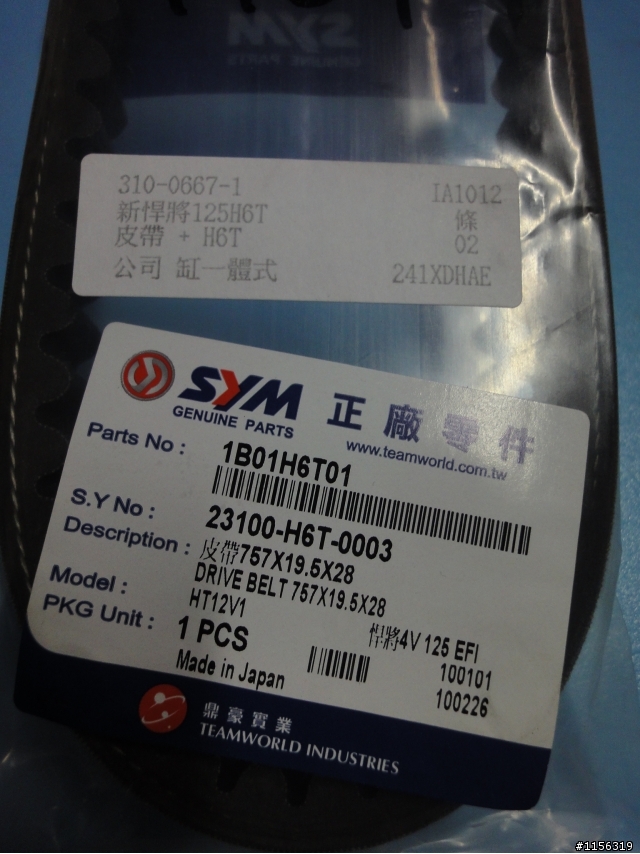 SYM
GENUINE PARTS
310-0667-1 IA1012
新悍將125H6T 條
皮帶 + H6T 02
公司 缸一體式 241XDHAE
SYM 正廠零件
GENUINE PARTS www.teamworld.com.tw
Parts No : 1B01H6T01
S.Y No : 23100-H6T-0003
Description : 皮帶757X19.5X28
DRIVE BELT 757X19.5X28
Model : HT12V1 悍將4V 125 EFI
PKG Unit : 1 PCS 100101
Made in Japan 100226
鼎豪實業
TEAMWORLD INDUSTRIES
#1156319